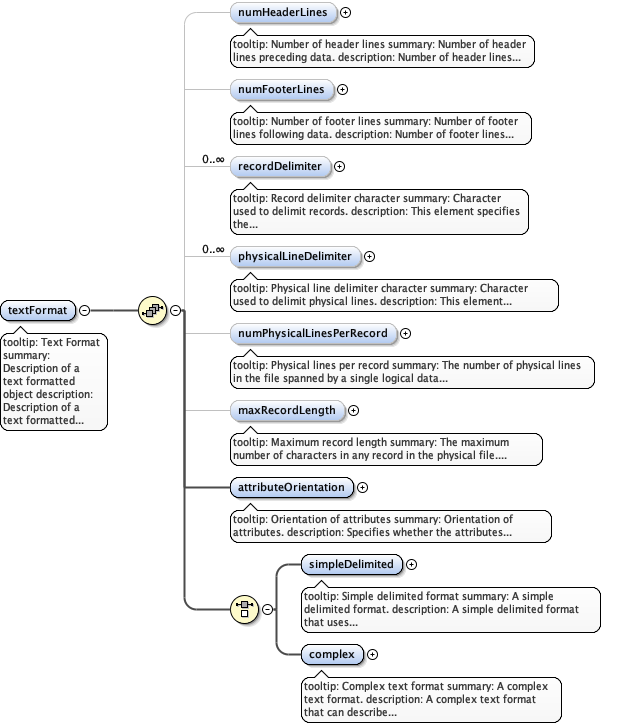 numHeaderLines
tooltip: Number of header lines summary: Number of header
lines preceding data. description: Number of header lines...
numFooterLines
tooltip: Number of footer lines summary: Number of footer
lines following data. description: Number of footer lines...
0..∞
recordDelimiter
tooltip: Record delimiter character summary: Character
used to delimit records. description: This element specifies
the...
0..∞
physicalLineDelimiter
tooltip: Physical line delimiter character summary: Character
used to delimit physical lines. description: This element...
textFormat
tooltip: Text Format
summary:
Description of a
text formatted
object description:
Description of a
text formatted...
numPhysicalLinesPerRecord
tooltip: Physical lines per record summary: The number of physical lines
in the file spanned by a single logical data...
maxRecordLength
tooltip: Maximum record length summary: The maximum
number of characters in any record in the physical file....
attributeOrientation
tooltip: Orientation of attributes summary: Orientation of
attributes. description: Specifies whether the attributes...
simpleDelimited
tooltip: Simple delimited format summary: A simple
delimited format. description: A simple delimited format
that uses...
complex
tooltip: Complex text format summary: A complex
text format. description: A complex text format
that can describe...